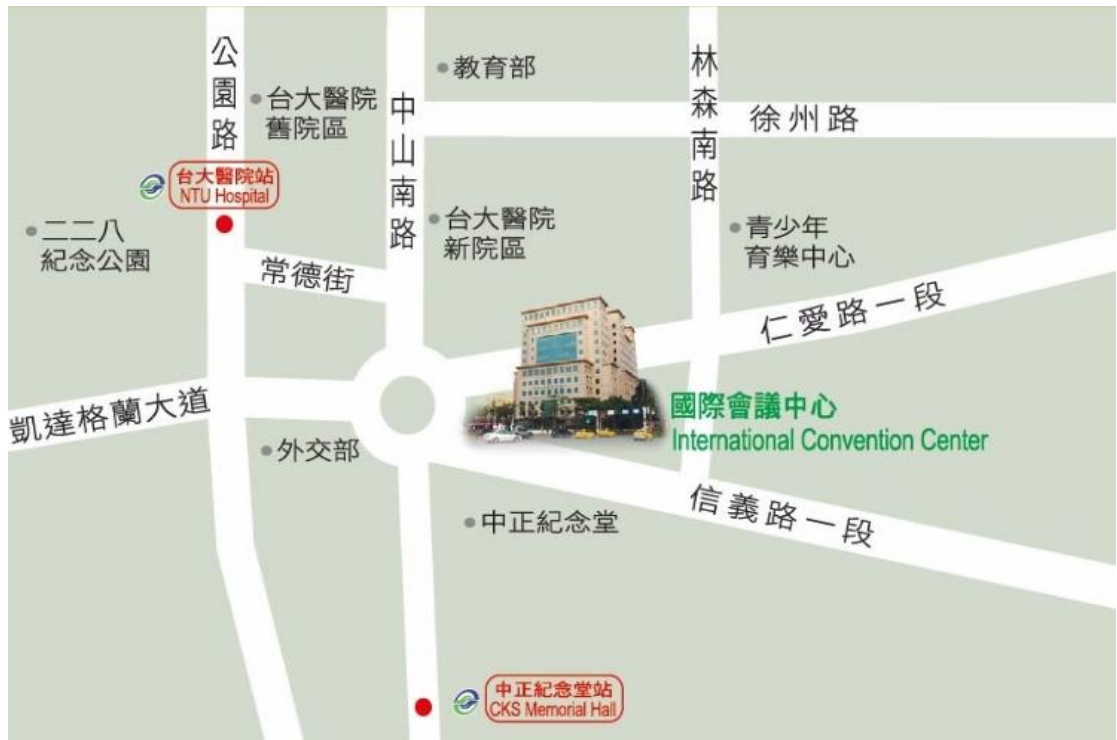 公園路
台大醫院
舊院區
中山南路
教育部
林森南路
徐州路
台大醫院站
NTU Hospital
二二八
紀念公園
常德街
台大醫院
新院區
青少年
育樂中心
仁愛路一段
凱達格蘭大道
國際會議中心
International Convention Center
外交部
中正紀念堂
信義路一段
中正紀念堂站
CKS Memorial Hall